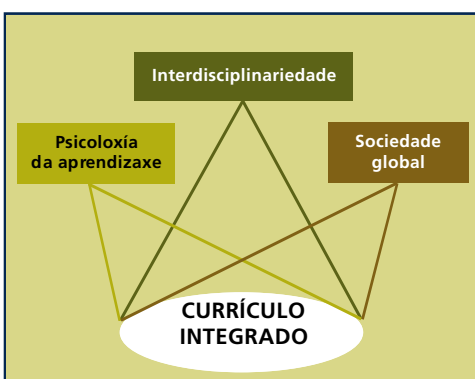 Interdisciplinariedade
Psicoloxía
da aprendizaxe
Sociedade
global
CURRÍCULO
INTEGRADO